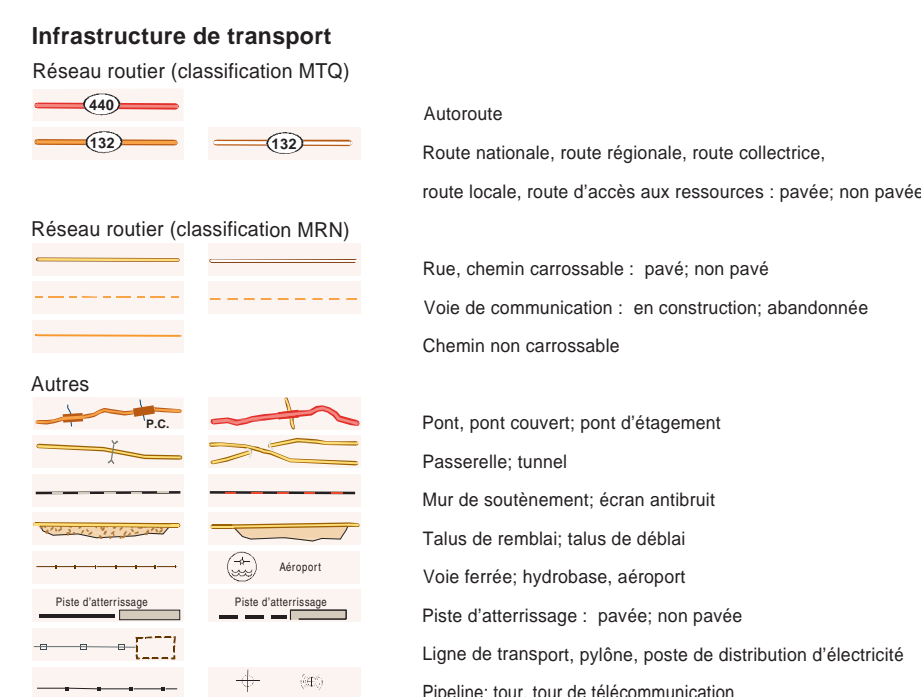 Infrastructure de transport
Réseau routier (classification MTQ)
440
Autoroute
132 132
Route nationale, route régionale, route collectrice,
route locale, route d'accès aux ressources : pavée; non pavée
Réseau routier (classification MRN)
Rue, chemin carrossable : pavé; non pavé
Voie de communication : en construction; abandonnée
Chemin non carrossable
Autres
P.C.
Pont, pont couvert; pont d'étagement
Passerelle; tunnel
Mur de soutènement; écran antibruit
Talus de remblai; talus de déblai
Aéroport
Voie ferrée; hydrobase, aéroport
Piste d'atterrissage Piste d'atterrissage
Piste d'atterrissage : pavée; non pavée
Ligne de transport, pylône, poste de distribution d'électricité
Pipeline; tour, tour de télécommunication